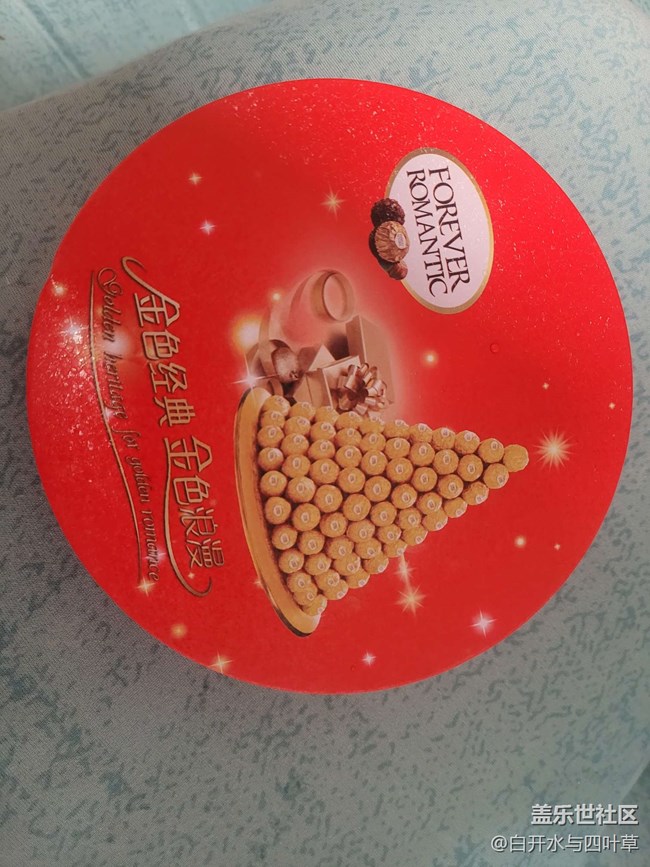 FOREVER
ROMANTIC
金色经典 金色浪漫
Golden heritage for golden romance
盖乐世社区
@白开水与四叶草